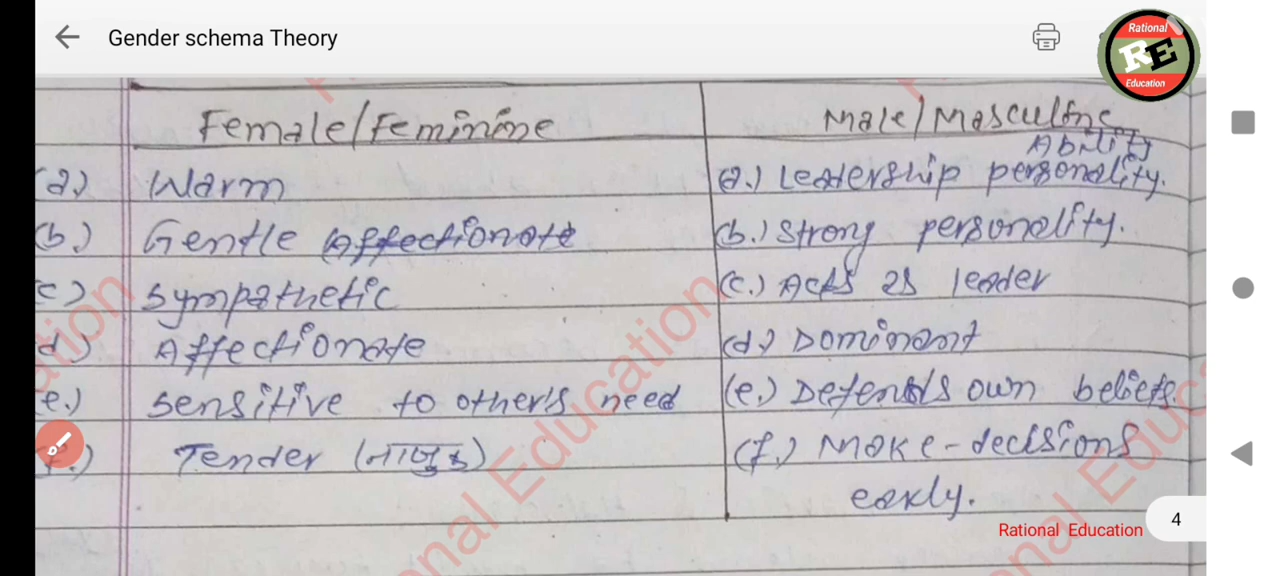 Gender schema Theory
Rational
RE
Education
Female/Feminine
Male/Masculine
(a.) Warm
Ability
(a.) Leadership personality.
(b.) Gentle Affectionate
(b.) Strong personality.
(c.) Sympathetic
(c.) Acts as leader
(d.) Affectionate
(d.) Dominant
(e.) Sensitive to other's need
(e.) Defends own beliefs.
(f.) Tender (नाजुक)
(f.) Make-decisions
early.
4
Rational Education